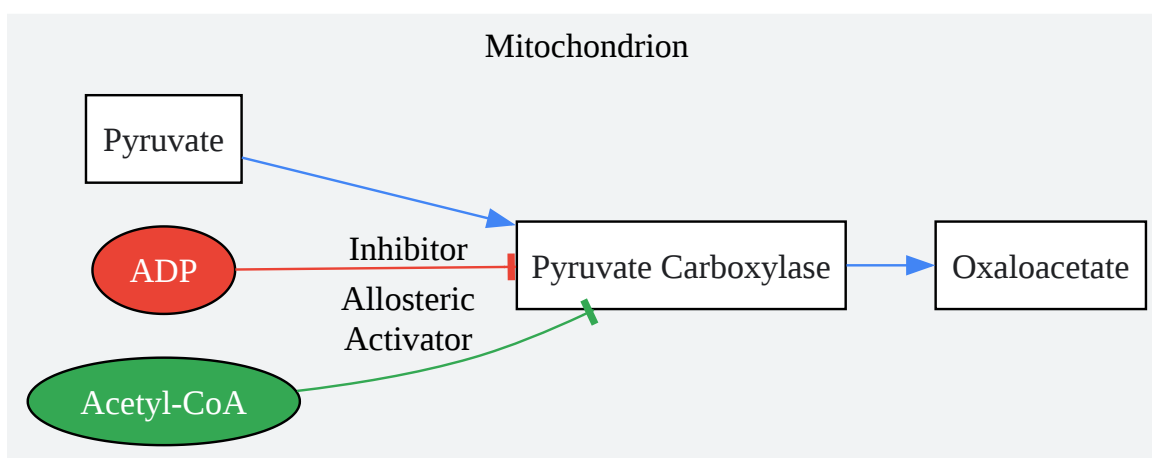 Mitochondrion
Pyruvate
Inhibitor
ADP
Pyruvate Carboxylase
Oxaloacetate
Allosteric
Activator
Acetyl-CoA